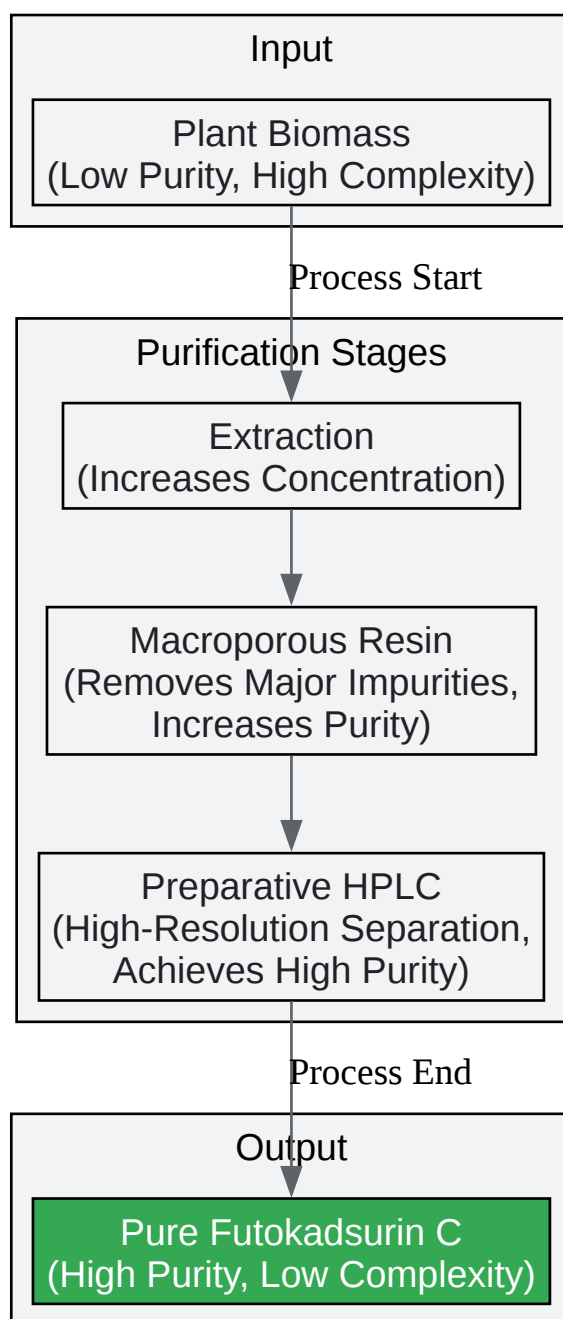 Input
Plant Biomass
(Low Purity, High Complexity)
Process Start
Purification Stages
Extraction
(Increases Concentration)
Macroporous Resin
(Removes Major Impurities,
Increases Purity)
Preparative HPLC
(High-Resolution Separation,
Achieves High Purity)
Process End
Output
Pure Futokadsurin C
(High Purity, Low Complexity)